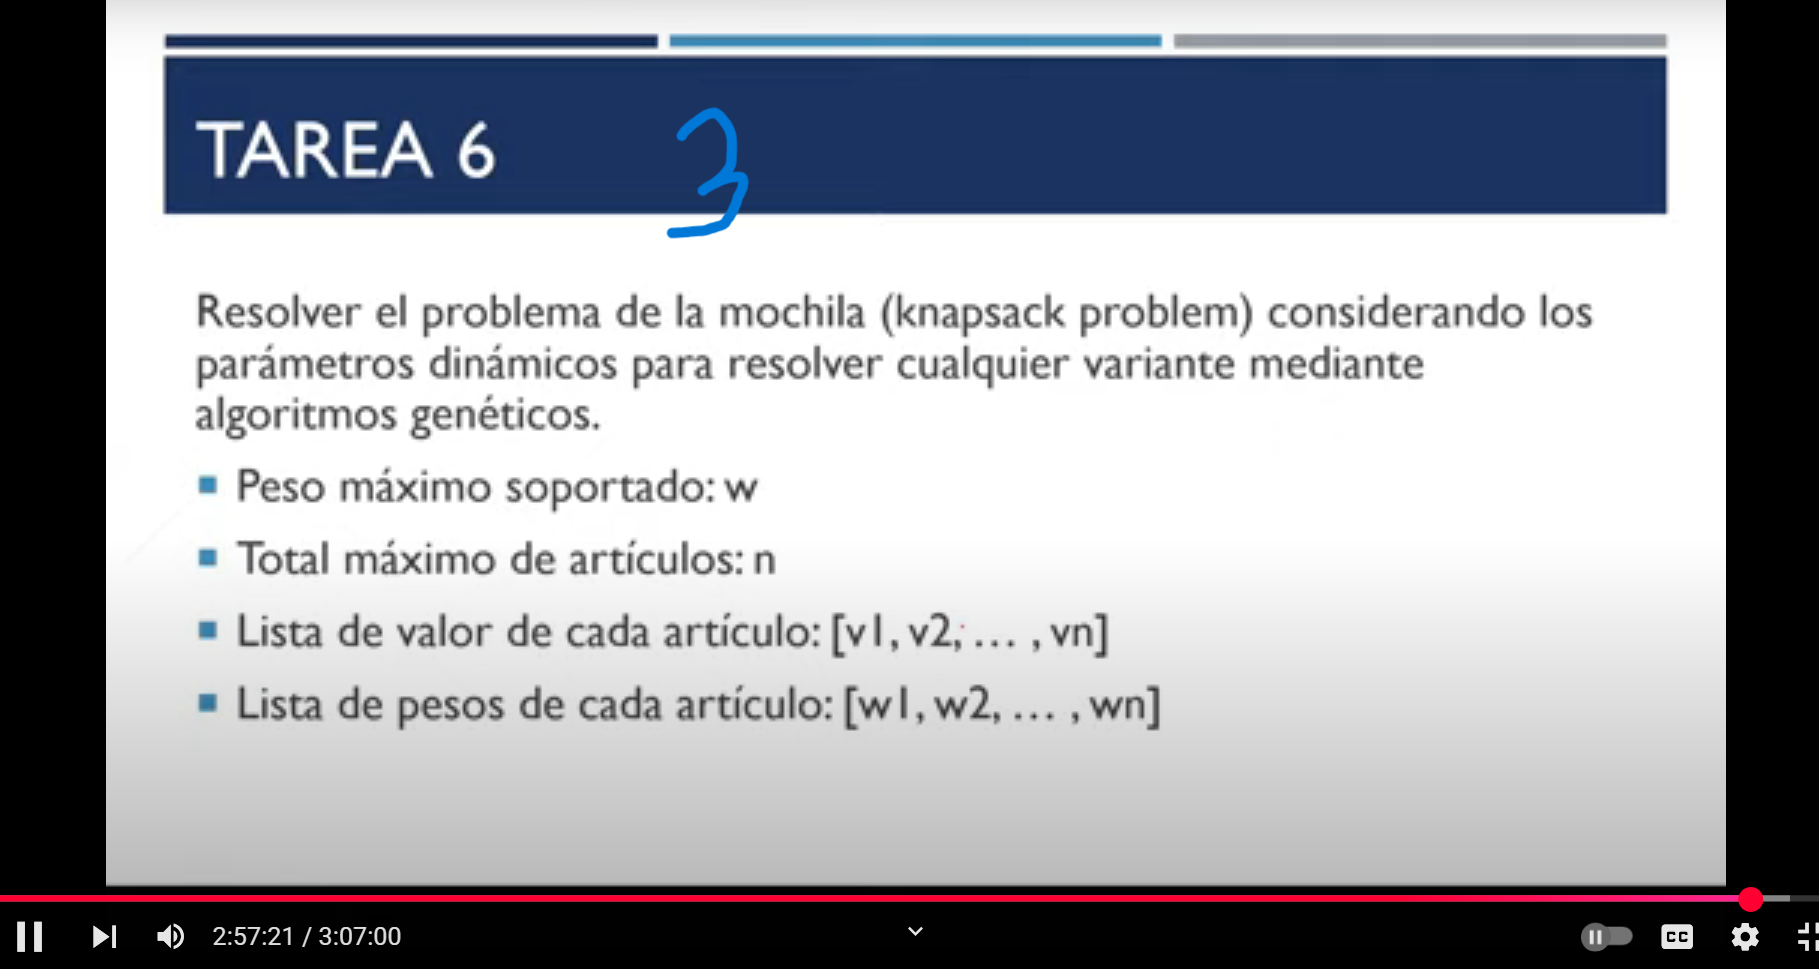 TAREA 6
3
Resolver el problema de la mochila (knapsack problem) considerando los
parámetros dinámicos para resolver cualquier variante mediante
algoritmos genéticos.
Peso máximo soportado: w
Total máximo de artículos: n
Lista de valor de cada artículo: [v1, v2, ... , vn]
Lista de pesos de cada artículo: [w1, w2, ... , wn]
2:57:21 / 3:07:00
CC